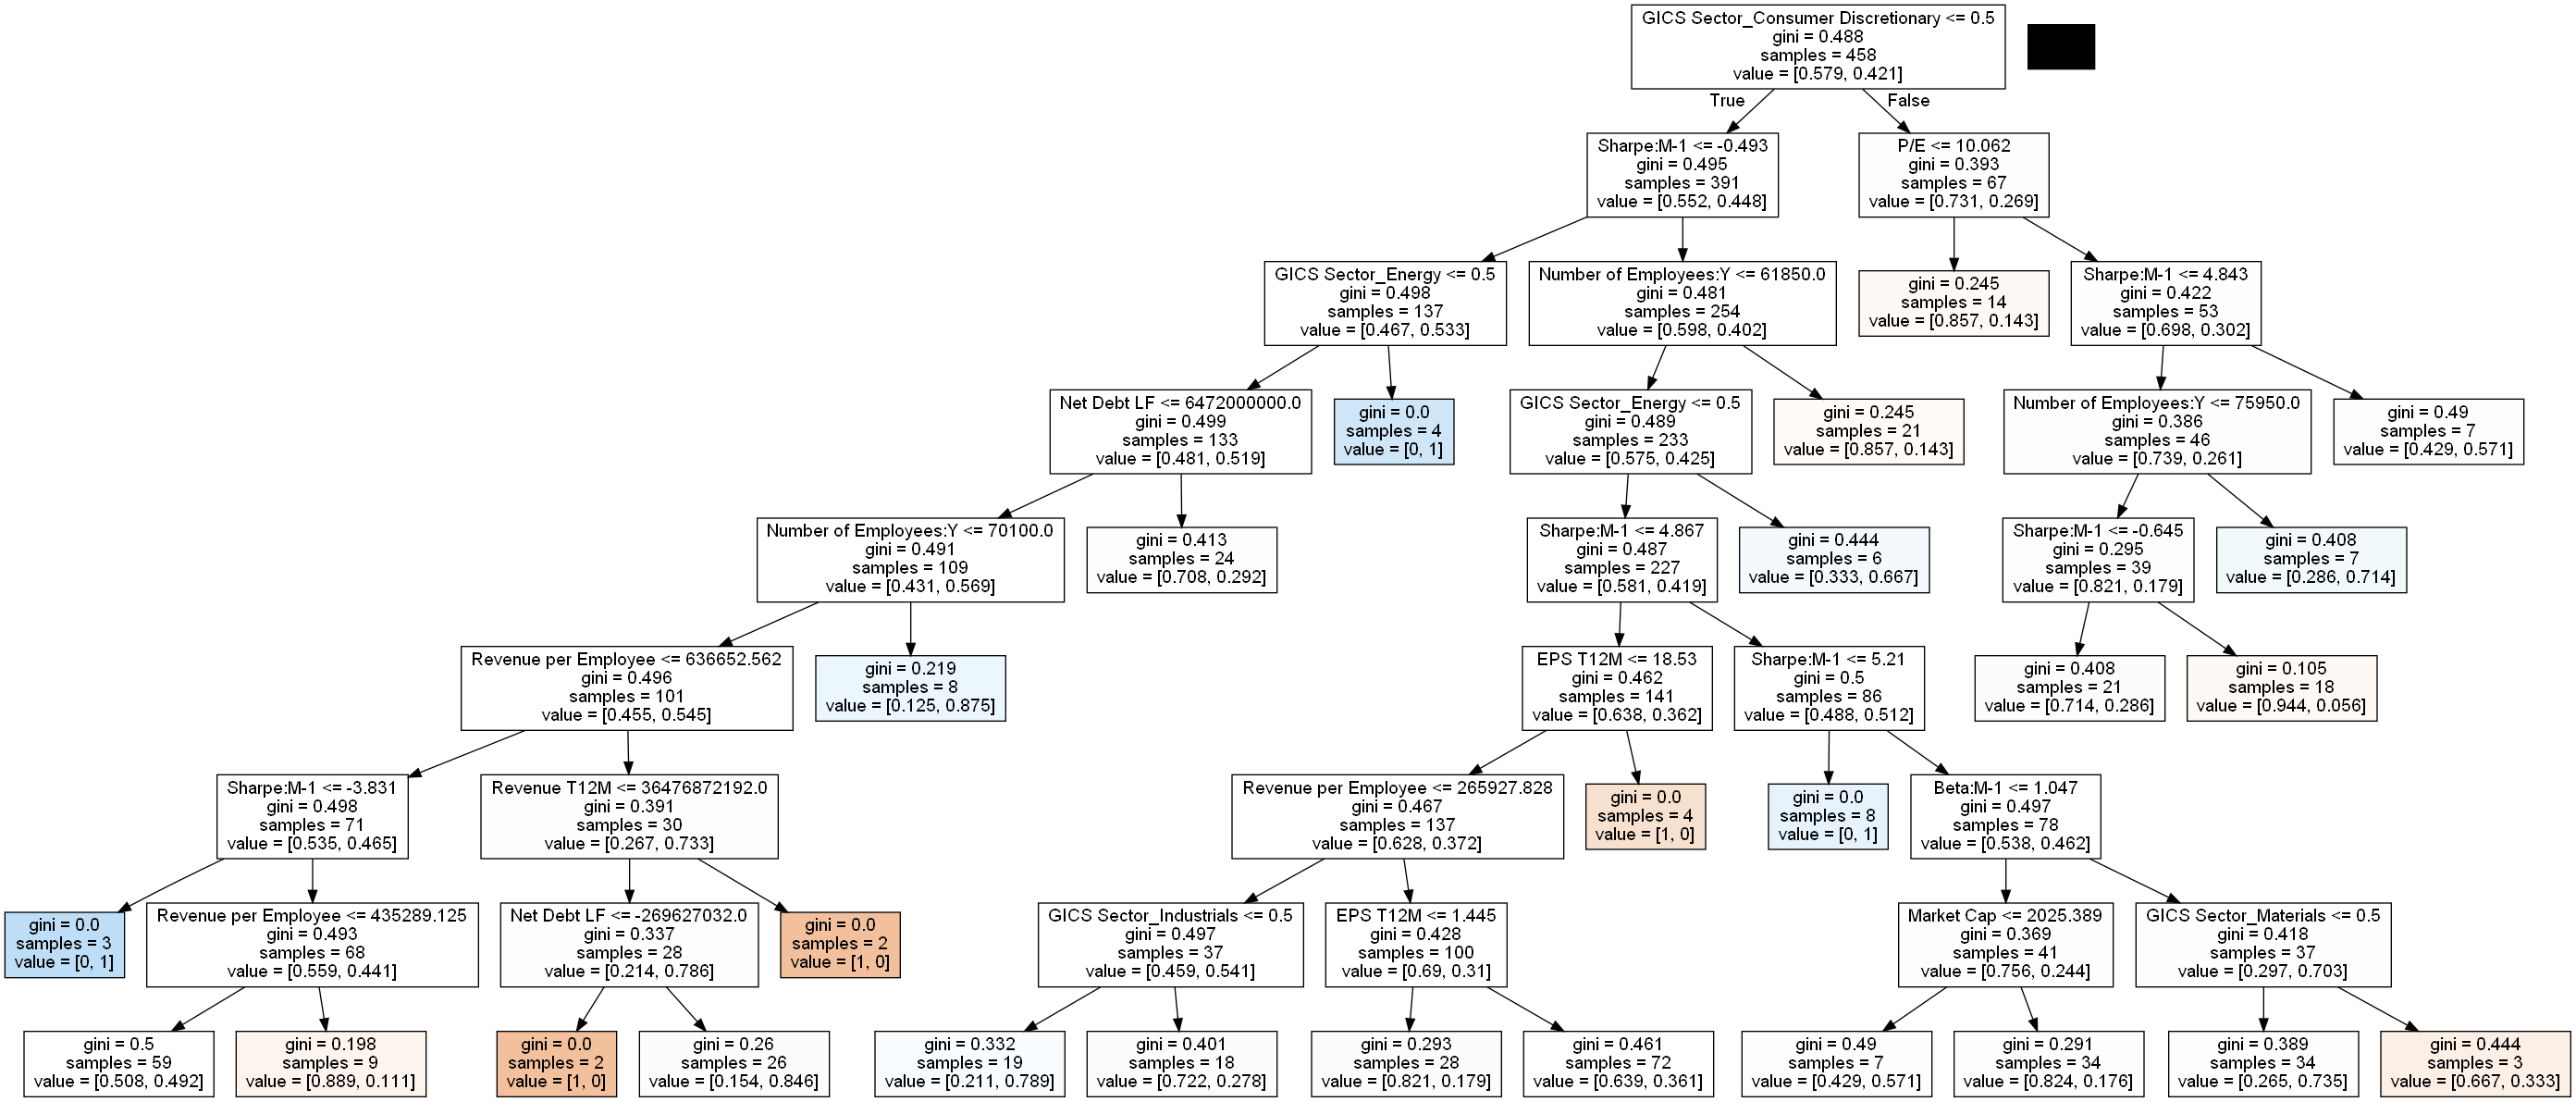 GICS Sector_Consumer Discretionary <= 0.5
gini = 0.488
samples = 458
value = [0.579, 0.421]
True
False
Sharpe:M-1 <= -0.493
gini = 0.495
samples = 391
value = [0.552, 0.448]
P/E <= 10.062
gini = 0.393
samples = 67
value = [0.731, 0.269]
GICS Sector_Energy <= 0.5
gini = 0.498
samples = 137
value = [0.467, 0.533]
Number of Employees:Y <= 61850.0
gini = 0.481
samples = 254
value = [0.598, 0.402]
gini = 0.245
samples = 14
value = [0.857, 0.143]
Sharpe:M-1 <= 4.843
gini = 0.422
samples = 53
value = [0.698, 0.302]
Net Debt LF <= 6472000000.0
gini = 0.499
samples = 133
value = [0.481, 0.519]
gini = 0.0
samples = 4
value = [0, 1]
GICS Sector_Energy <= 0.5
gini = 0.489
samples = 233
value = [0.575, 0.425]
gini = 0.245
samples = 21
value = [0.857, 0.143]
Number of Employees:Y <= 75950.0
gini = 0.386
samples = 46
value = [0.739, 0.261]
gini = 0.49
samples = 7
value = [0.429, 0.571]
Number of Employees:Y <= 70100.0
gini = 0.491
samples = 109
value = [0.431, 0.569]
gini = 0.413
samples = 24
value = [0.708, 0.292]
Sharpe:M-1 <= 4.867
gini = 0.487
samples = 227
value = [0.581, 0.419]
gini = 0.444
samples = 6
value = [0.333, 0.667]
Sharpe:M-1 <= -0.645
gini = 0.295
samples = 39
value = [0.821, 0.179]
gini = 0.408
samples = 7
value = [0.286, 0.714]
Revenue per Employee <= 636652.562
gini = 0.496
samples = 101
value = [0.455, 0.545]
gini = 0.219
samples = 8
value = [0.125, 0.875]
EPS T12M <= 18.53
gini = 0.462
samples = 141
value = [0.638, 0.362]
Sharpe:M-1 <= 5.21
gini = 0.5
samples = 86
value = [0.488, 0.512]
gini = 0.408
samples = 21
value = [0.714, 0.286]
gini = 0.105
samples = 18
value = [0.944, 0.056]
Sharpe:M-1 <= -3.831
gini = 0.498
samples = 71
value = [0.535, 0.465]
Revenue T12M <= 36476872192.0
gini = 0.391
samples = 30
value = [0.267, 0.733]
Revenue per Employee <= 265927.828
gini = 0.467
samples = 137
value = [0.628, 0.372]
gini = 0.0
samples = 4
value = [1, 0]
gini = 0.0
samples = 8
value = [0, 1]
Beta:M-1 <= 1.047
gini = 0.497
samples = 78
value = [0.538, 0.462]
gini = 0.0
samples = 3
value = [0, 1]
Revenue per Employee <= 435289.125
gini = 0.493
samples = 68
value = [0.559, 0.441]
Net Debt LF <= -269627032.0
gini = 0.337
samples = 28
value = [0.214, 0.786]
gini = 0.0
samples = 2
value = [1, 0]
GICS Sector_Industrials <= 0.5
gini = 0.497
samples = 37
value = [0.459, 0.541]
EPS T12M <= 1.445
gini = 0.428
samples = 100
value = [0.69, 0.31]
Market Cap <= 2025.389
gini = 0.369
samples = 41
value = [0.756, 0.244]
GICS Sector_Materials <= 0.5
gini = 0.418
samples = 37
value = [0.297, 0.703]
gini = 0.5
samples = 59
value = [0.508, 0.492]
gini = 0.198
samples = 9
value = [0.889, 0.111]
gini = 0.0
samples = 2
value = [1, 0]
gini = 0.26
samples = 26
value = [0.154, 0.846]
gini = 0.332
samples = 19
value = [0.211, 0.789]
gini = 0.401
samples = 18
value = [0.722, 0.278]
gini = 0.293
samples = 28
value = [0.821, 0.179]
gini = 0.461
samples = 72
value = [0.639, 0.361]
gini = 0.49
samples = 7
value = [0.429, 0.571]
gini = 0.291
samples = 34
value = [0.824, 0.176]
gini = 0.389
samples = 34
value = [0.265, 0.735]
gini = 0.444
samples = 3
value = [0.667, 0.333]